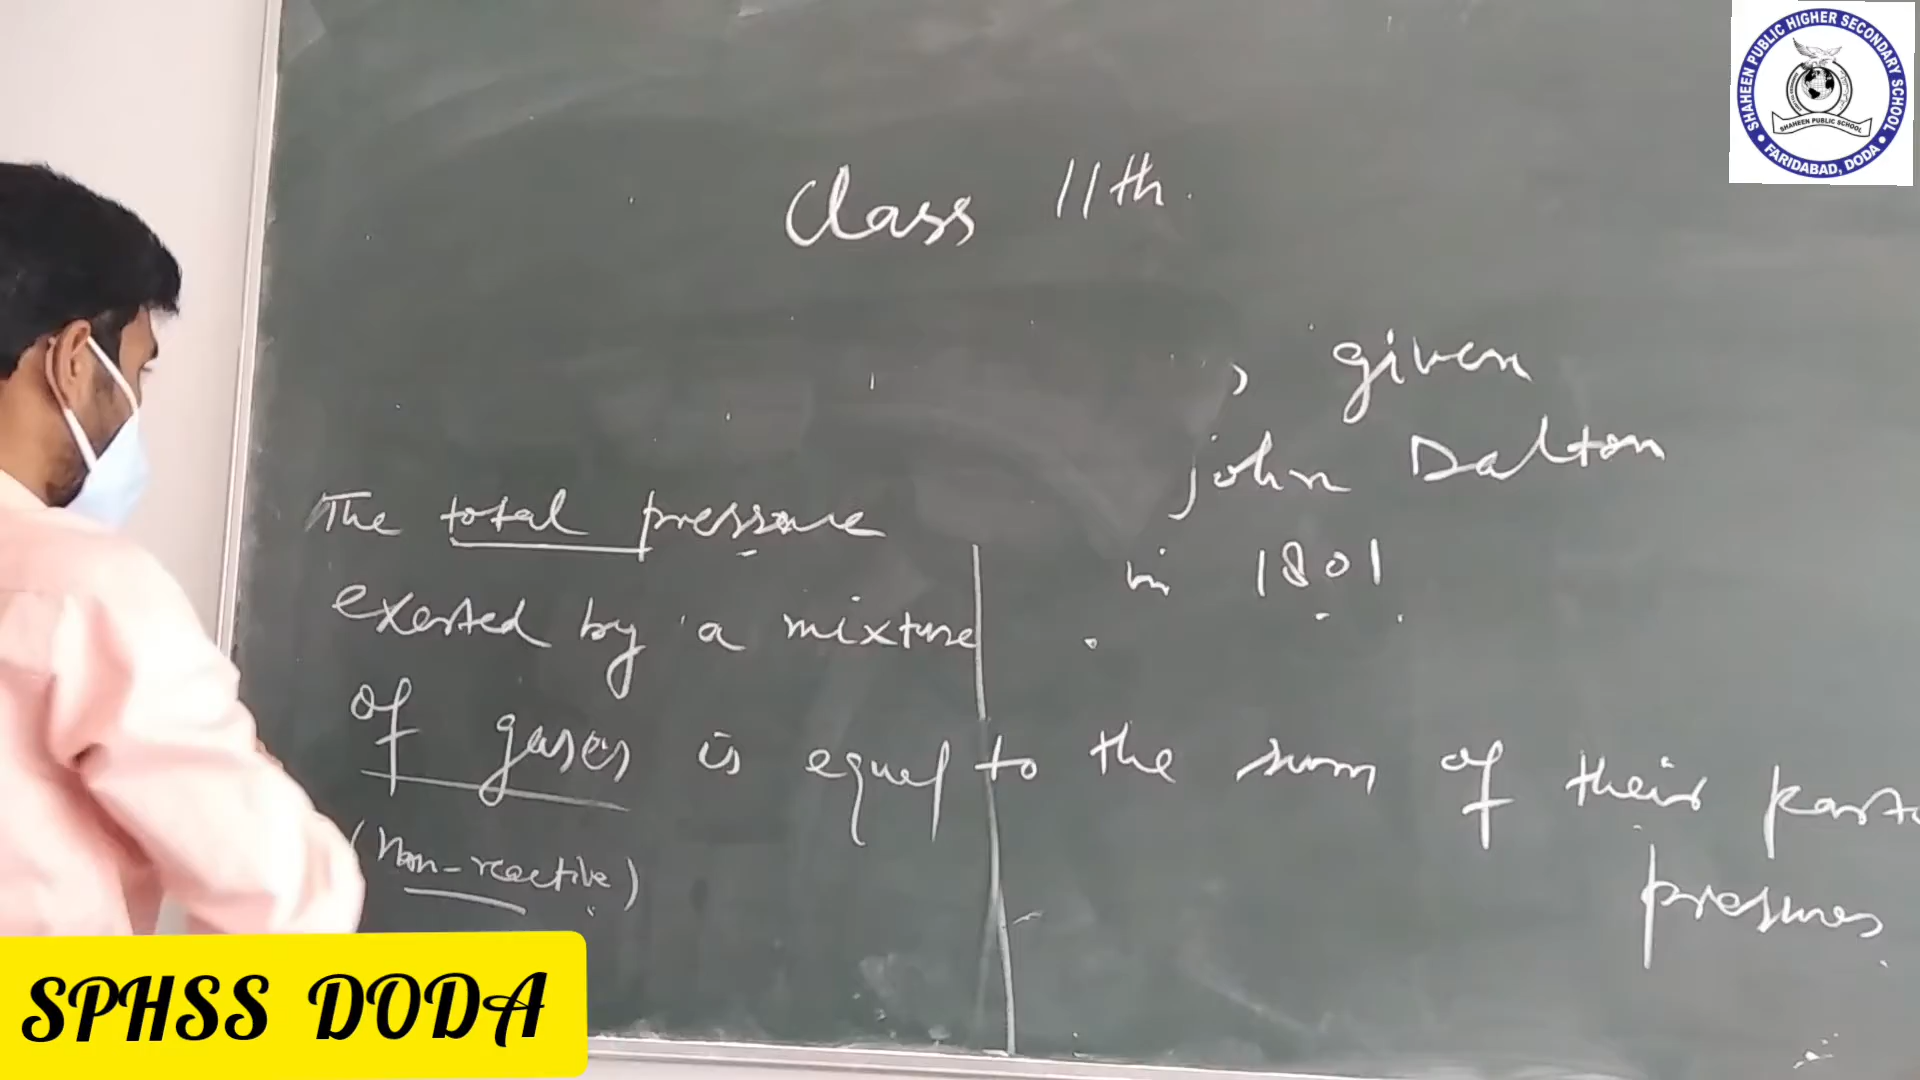 Class 11th.
, given
john Dalton
in 1801
The total pressure
exerted by a mixture
of gases is equal to the sum of their
pressures
(Non-reactive)
SHAHEEN PUBLIC HIGHER SECONDARY SCHOOL
SHAHEEN PUBLIC SCHOOL
• FARIDABAD, DODA •
SPHSS DODA